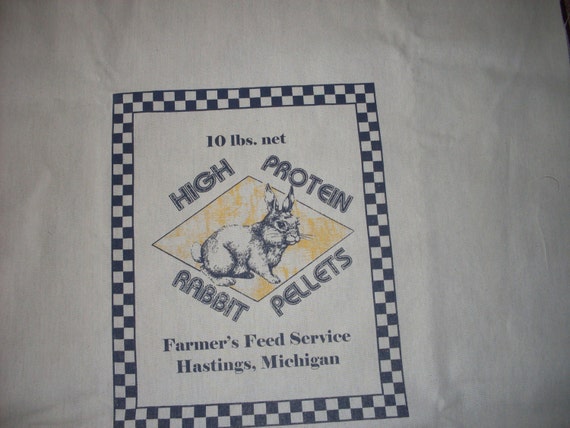 10 lbs. net
HIGH PROTEIN
RABBIT PELLETS
Farmer's Feed Service
Hastings, Michigan